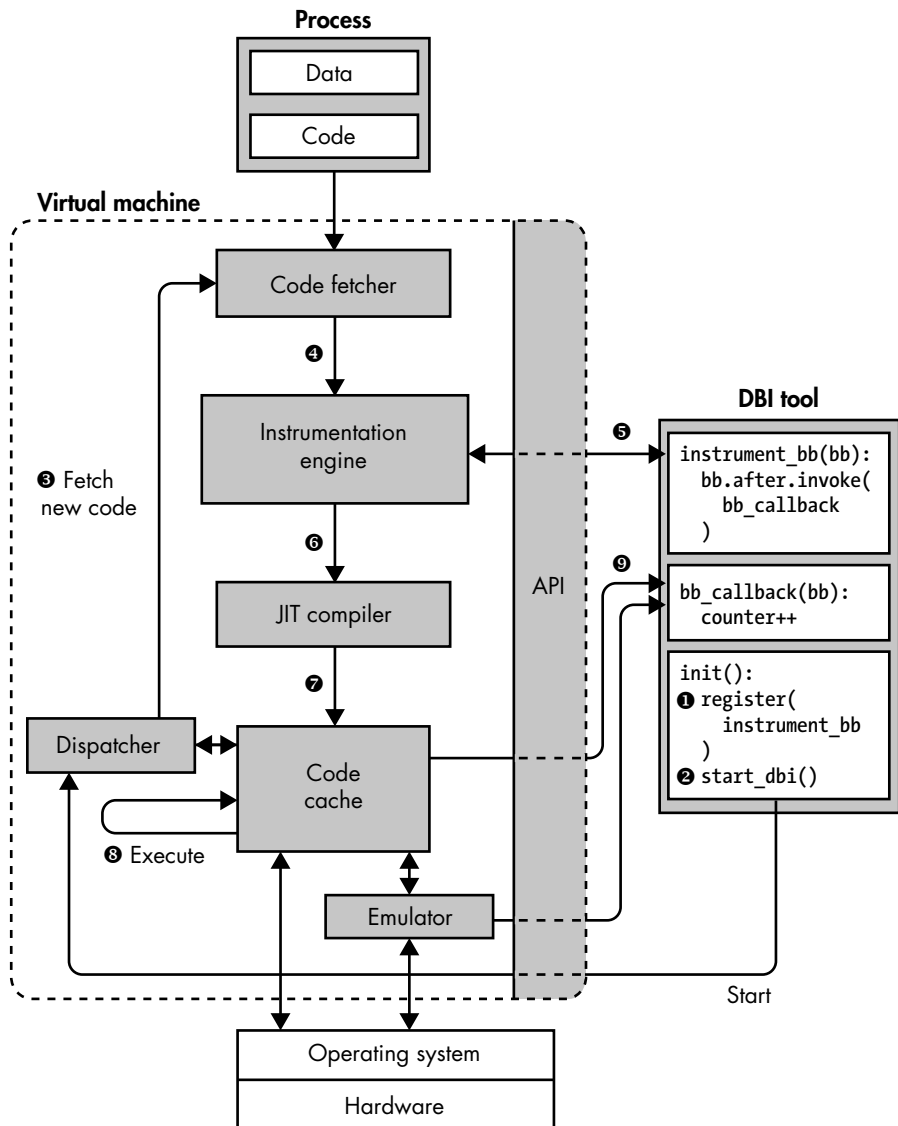 Process
Data
Code
Virtual machine
Code fetcher
❹
Instrumentation
engine
❸ Fetch
new code
❻
JIT compiler
❼
Dispatcher
Code
cache
❽ Execute
Emulator
API
Operating system
Hardware
DBI tool
❺
instrument_bb(bb):
bb.after.invoke(
bb_callback
)
❾
bb_callback(bb):
counter++
init():
❶ register(
instrument_bb
)
❷ start_dbi()
Start